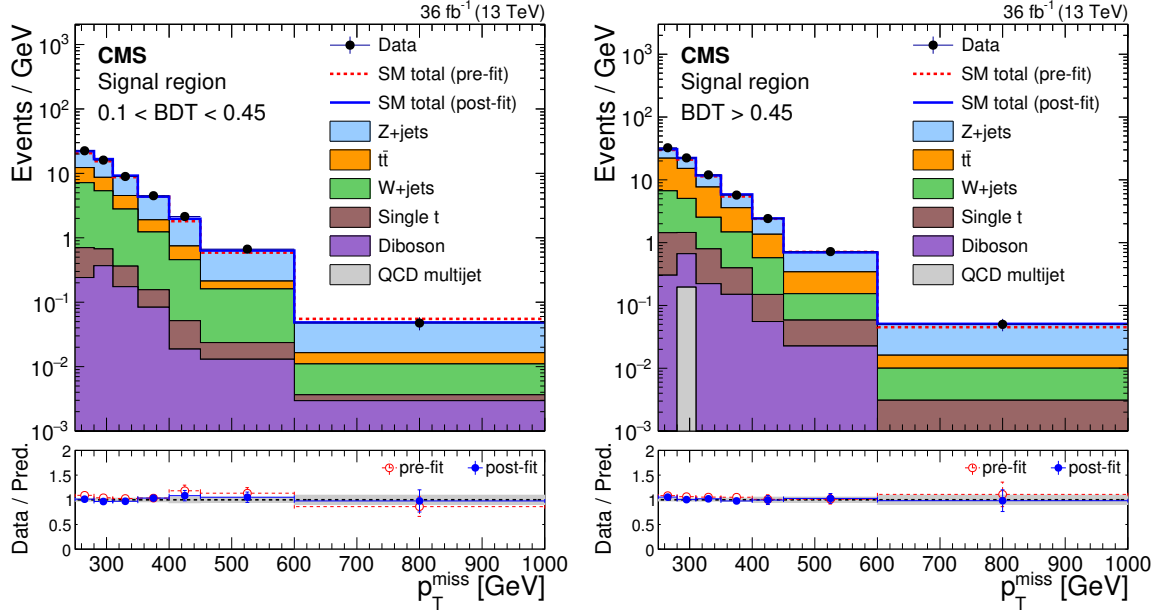 36 fb⁻¹ (13 TeV)
CMS
Signal region
0.1 < BDT < 0.45
Data
SM total (pre-fit)
SM total (post-fit)
Z+jets
tt̄
W+jets
Single t
Diboson
QCD multijet
Events / GeV
10³
10²
10
1
10⁻¹
10⁻²
10⁻³
Data / Pred.
2
1.5
1
0.5
0
pre-fit
post-fit
300 400 500 600 700 800 900 1000
p_T^miss [GeV]
36 fb⁻¹ (13 TeV)
CMS
Signal region
BDT > 0.45
Data
SM total (pre-fit)
SM total (post-fit)
Z+jets
tt̄
W+jets
Single t
Diboson
QCD multijet
Events / GeV
10³
10²
10
1
10⁻¹
10⁻²
10⁻³
Data / Pred.
2
1.5
1
0.5
0
pre-fit
post-fit
300 400 500 600 700 800 900 1000
p_T^miss [GeV]